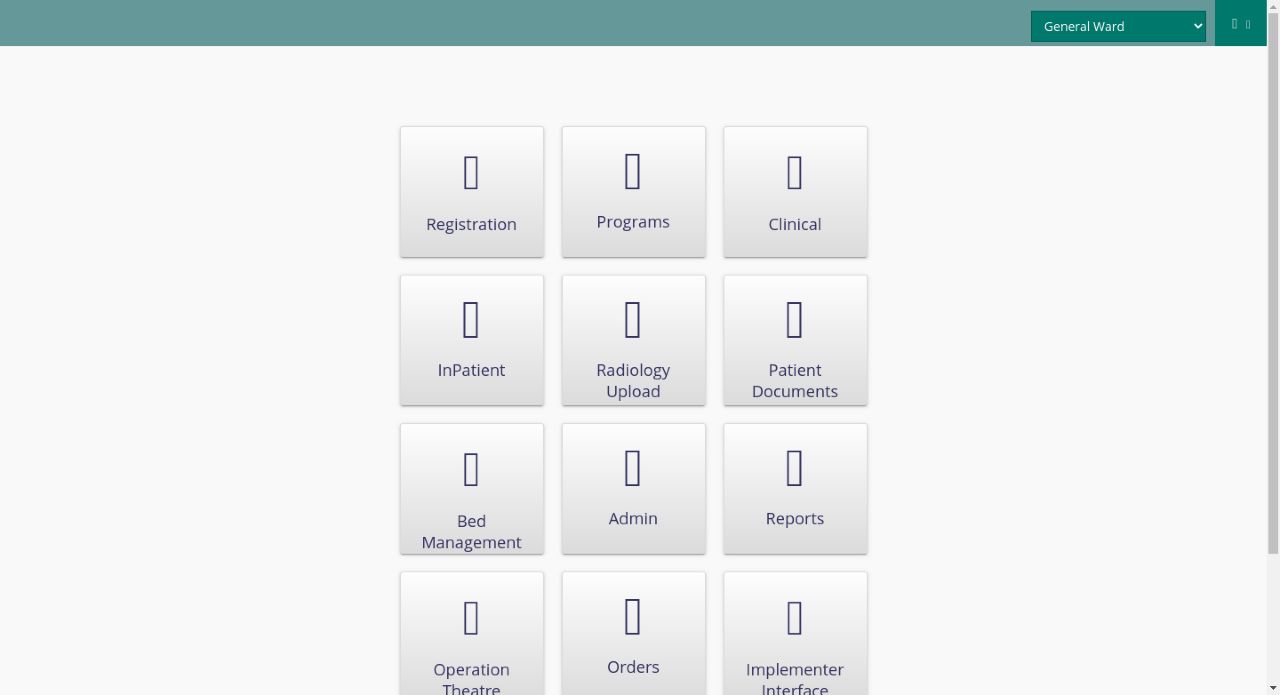 General Ward
Registration
Programs
Clinical
InPatient
Radiology
Upload
Patient
Documents
Bed
Management
Admin
Reports
Operation
Theatre
Orders
Implementer
Interface